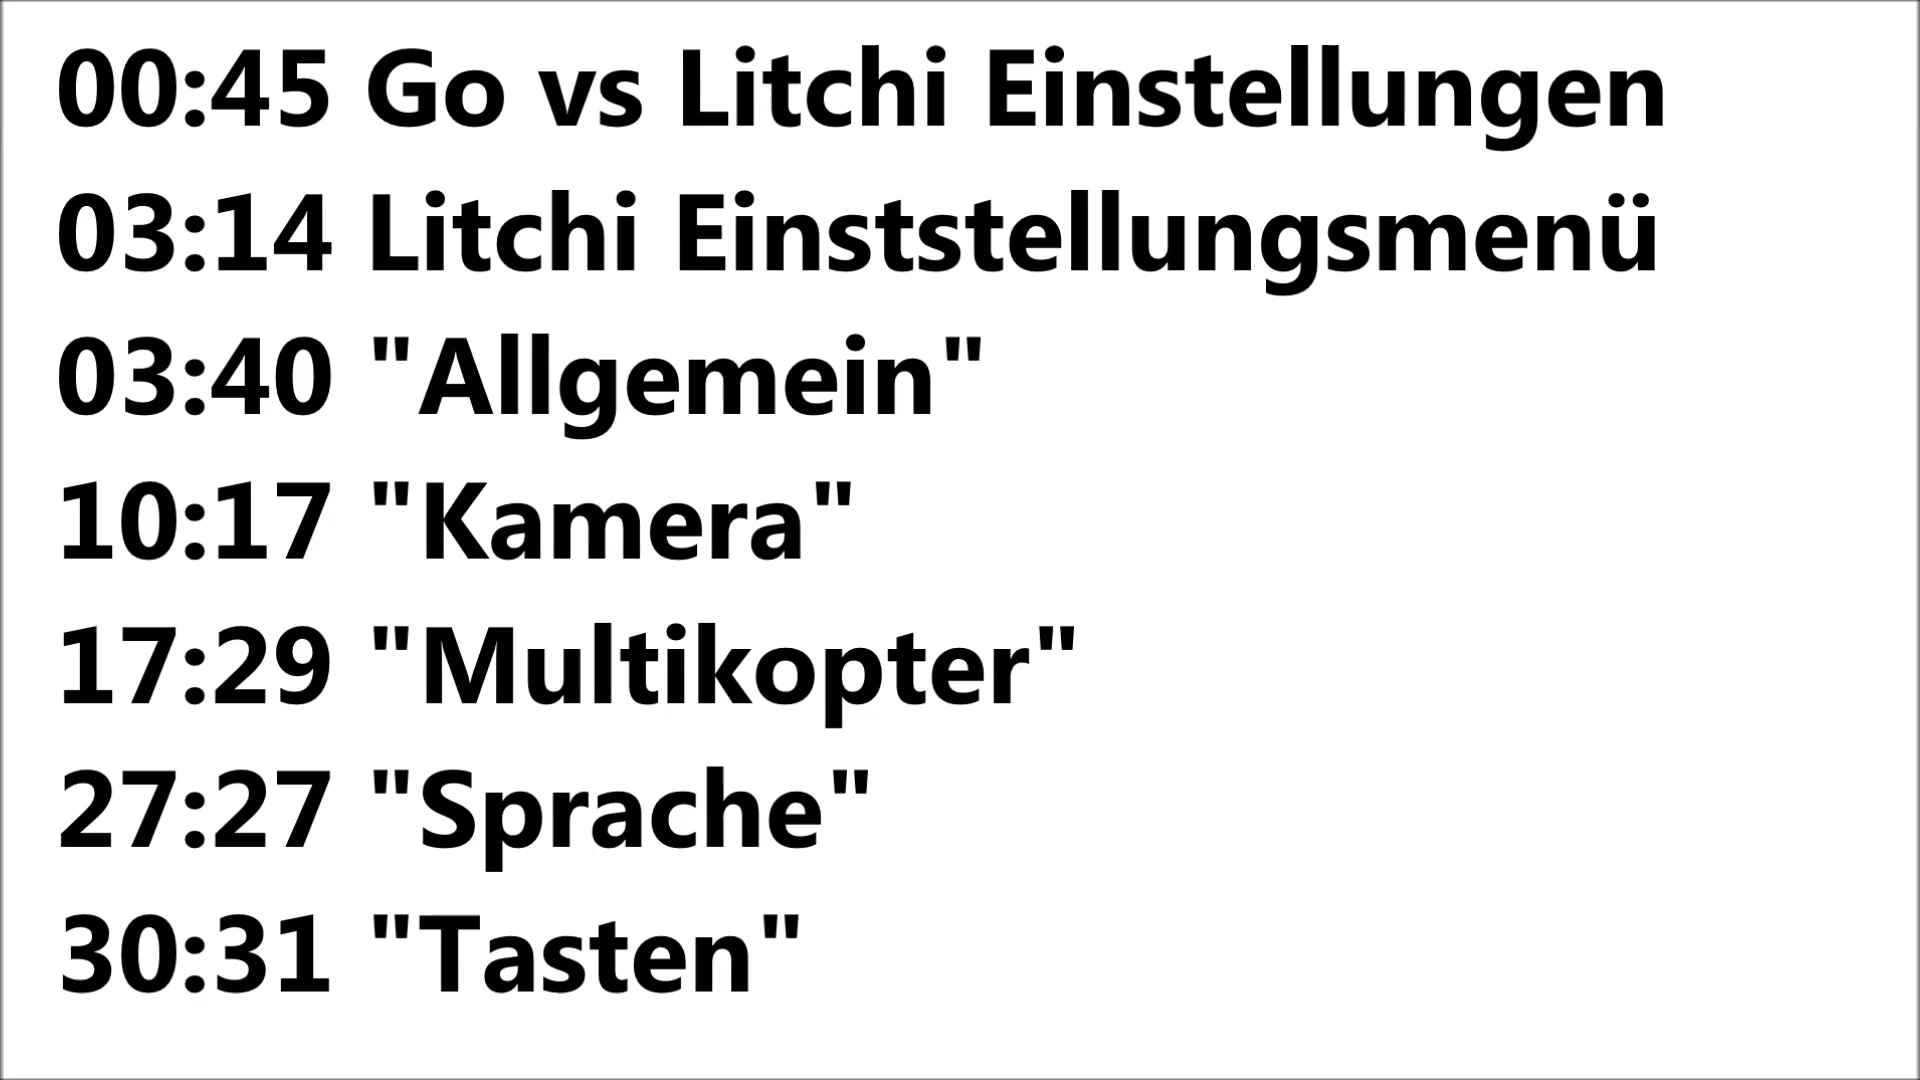 00:45 Go vs Litchi Einstellungen
03:14 Litchi Einststellungsmenü
03:40 "Allgemein"
10:17 "Kamera"
17:29 "Multikopter"
27:27 "Sprache"
30:31 "Tasten"